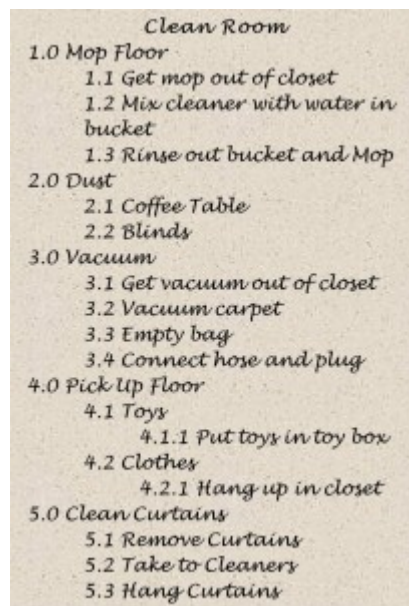 Clean Room
1.0 Mop Floor
1.1 Get mop out of closet
1.2 Mix cleaner with water in
bucket
1.3 Rinse out bucket and Mop
2.0 Dust
2.1 Coffee Table
2.2 Blinds
3.0 Vacuum
3.1 Get vacuum out of closet
3.2 Vacuum carpet
3.3 Empty bag
3.4 Connect hose and plug
4.0 Pick Up Floor
4.1 Toys
4.1.1 Put toys in toy box
4.2 Clothes
4.2.1 Hang up in closet
5.0 Clean Curtains
5.1 Remove Curtains
5.2 Take to Cleaners
5.3 Hang Curtains